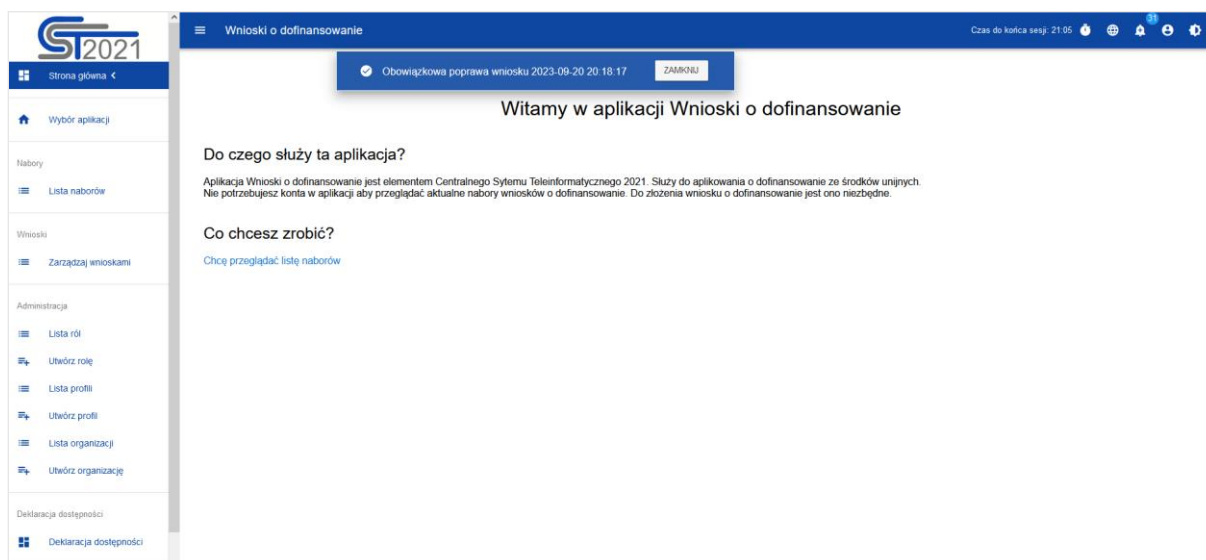 CST2021
Wnioski o dofinansowanie
Czas do końca sesji: 21:05
31
Obowiązkowa poprawa wniosku 2023-09-20 20:18:17
ZAMKNIJ
Strona główna
Wybór aplikacji
Nabory
Lista naborów
Wnioski
Zarządzaj wnioskami
Administracja
Lista ról
Utwórz rolę
Lista profili
Utwórz profil
Lista organizacji
Utwórz organizację
Deklaracja dostępności
Deklaracja dostępności
Witamy w aplikacji Wnioski o dofinansowanie
Do czego służy ta aplikacja?
Aplikacja Wnioski o dofinansowanie jest elementem Centralnego Sytemu Teleinformatycznego 2021. Służy do aplikowania o dofinansowanie ze środków unijnych.
Nie potrzebujesz konta w aplikacji aby przeglądać aktualne nabory wniosków o dofinansowanie. Do złożenia wniosku o dofinansowanie jest ono niezbędne.
Co chcesz zrobić?
Chcę przeglądać listę naborów